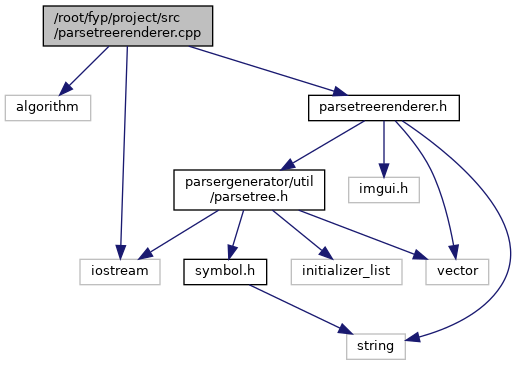 /root/fyp/project/src
/parsetreerenderer.cpp
algorithm
parsetreerenderer.h
parsergenerator/util
/parsetree.h
imgui.h
iostream
symbol.h
initializer_list
vector
string